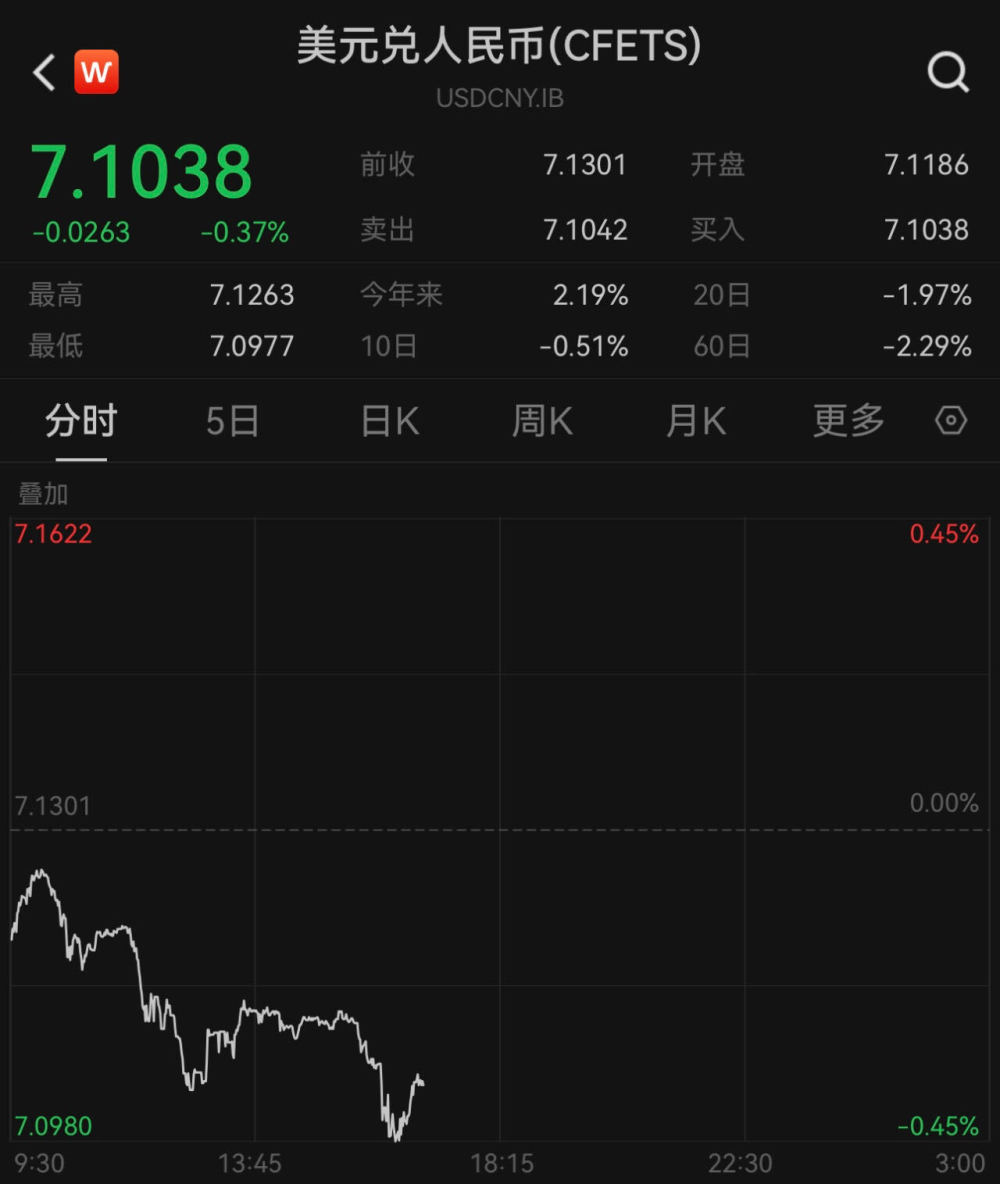 美元兑人民币(CFETS)
W
USDCNY.IB
7.1038
-0.0263 -0.37%
前收 7.1301 开盘 7.1186
卖出 7.1042 买入 7.1038
最高 7.1263 今年来 2.19% 20日 -1.97%
最低 7.0977 10日 -0.51% 60日 -2.29%
分时 5日 日K 周K 月K 更多
叠加
7.1622 0.45%
7.1301 0.00%
7.0980 -0.45%
9:30 13:45 18:15 22:30 3:00